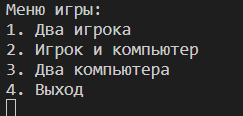 Меню игры:
1. Два игрока
2. Игрок и компьютер
3. Два компьютера
4. Выход